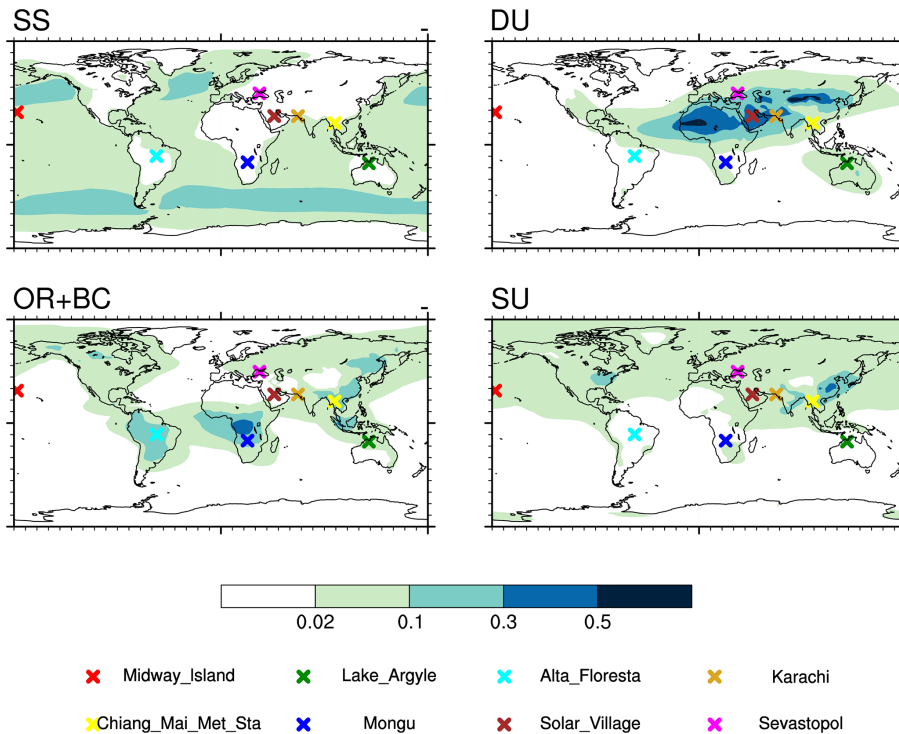 SS -
DU
OR+BC -
SU
0.02 0.1 0.3 0.5
Midway_Island Lake_Argyle Alta_Floresta Karachi
Chiang_Mai_Met_Sta Mongu Solar_Village Sevastopol